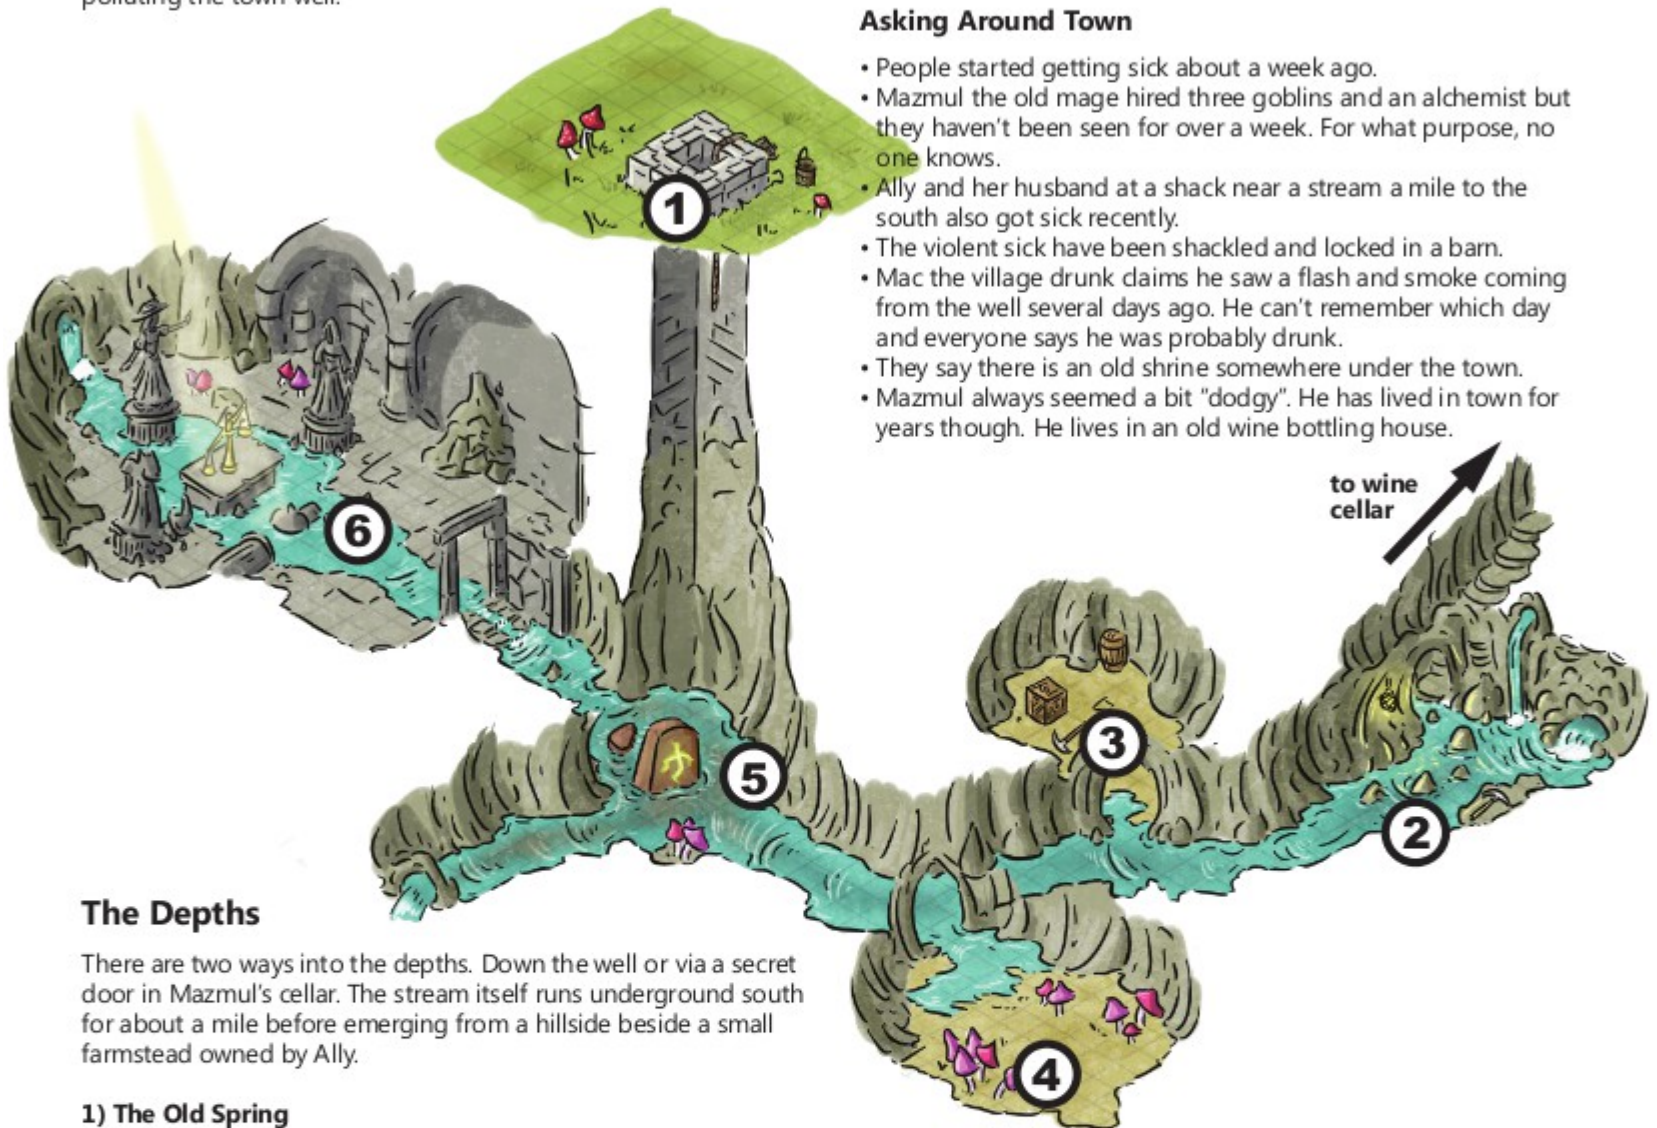 polluting the town well.
Asking Around Town
• People started getting sick about a week ago.
• Mazmul the old mage hired three goblins and an alchemist but
they haven't been seen for over a week. For what purpose, no
one knows.
• Ally and her husband at a shack near a stream a mile to the
south also got sick recently.
• The violent sick have been shackled and locked in a barn.
• Mac the village drunk claims he saw a flash and smoke coming
from the well several days ago. He can't remember which day
and everyone says he was probably drunk.
• They say there is an old shrine somewhere under the town.
• Mazmul always seemed a bit "dodgy". He has lived in town for
years though. He lives in an old wine bottling house.
1
to wine
cellar
6
3
5
2
4
The Depths
There are two ways into the depths. Down the well or via a secret
door in Mazmul's cellar. The stream itself runs underground south
for about a mile before emerging from a hillside beside a small
farmstead owned by Ally.
1) The Old Spring